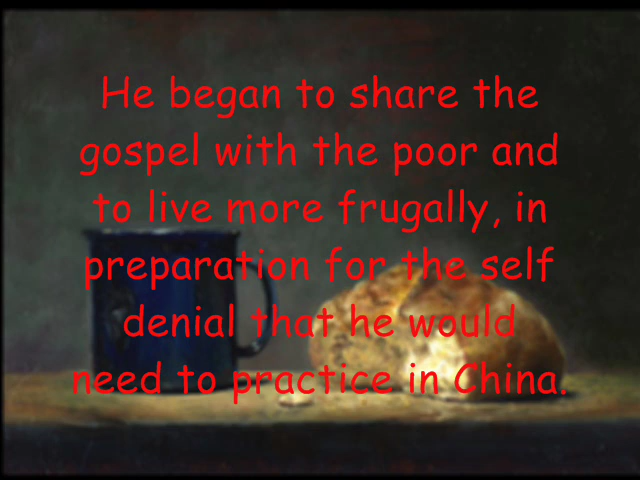 He began to share the
gospel with the poor and
to live more frugally, in
preparation for the self
denial that he would
need to practice in China.